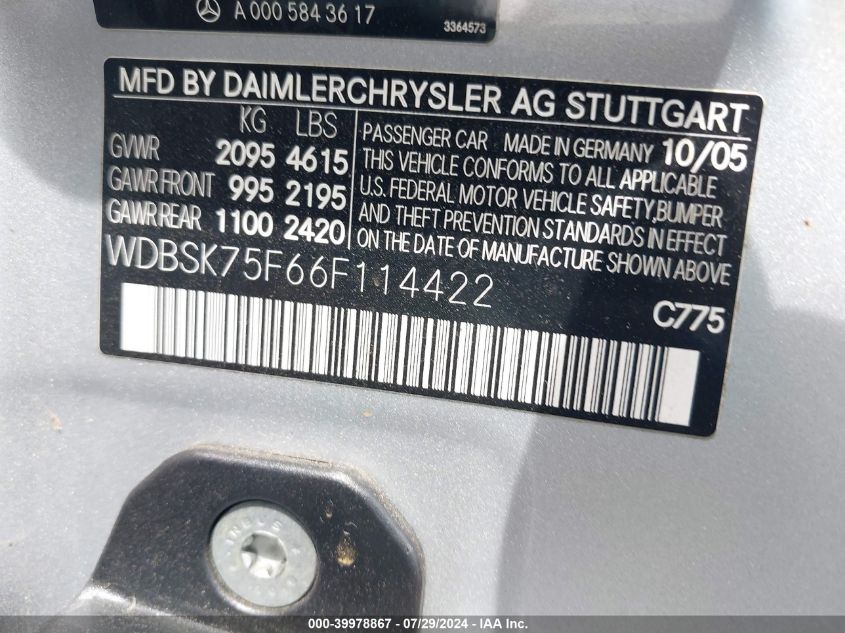 A 000 584 36 17
3364573
MFD BY DAIMLERCHRYSLER AG STUTTGART
KG LBS
GVWR 2095 4615
GAWR FRONT 995 2195
GAWR REAR 1100 2420
PASSENGER CAR MADE IN GERMANY 10/05
THIS VEHICLE CONFORMS TO ALL APPLICABLE
U.S. FEDERAL MOTOR VEHICLE SAFETY,BUMPER
AND THEFT PREVENTION STANDARDS IN EFFECT
ON THE DATE OF MANUFACTURE SHOWN ABOVE
WDBSK75F66F114422
C775
INBUS
000-39978867 / 07/29/2024 - IAA Inc.